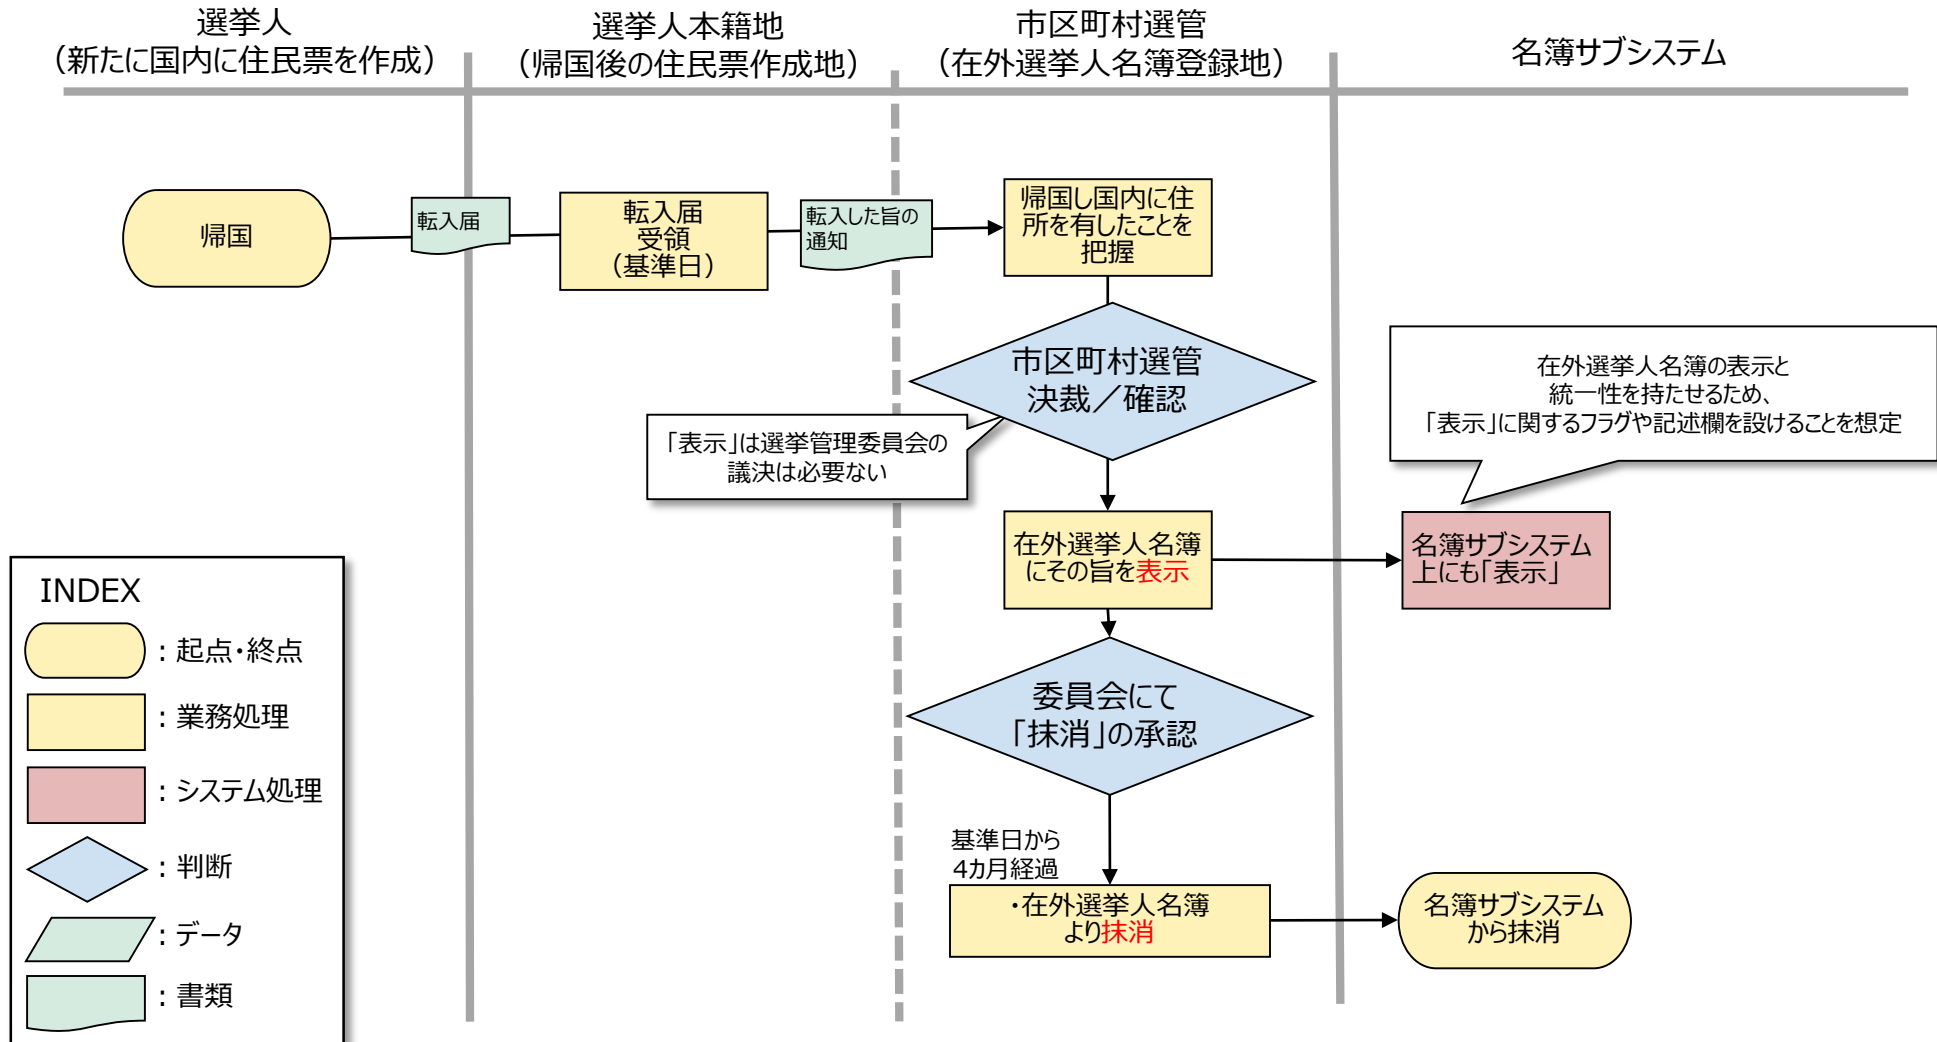 選挙人
（新たに国内に住民票を作成）
選挙人本籍地
（帰国後の住民票作成地）
市区町村選管
（在外選挙人名簿登録地）
名簿サブシステム
帰国
転入届
転入届
受領
（基準日）
転入した旨の
通知
帰国し国内に住
所を有したことを
把握
市区町村選管
決裁／確認
「表示」は選挙管理委員会の
議決は必要ない
在外選挙人名簿の表示と
統一性を持たせるため、
「表示」に関するフラグや記述欄を設けることを想定
在外選挙人名簿
にその旨を表示
名簿サブシステム
上にも「表示」
委員会にて
「抹消」の承認
基準日から
4カ月経過
・在外選挙人名簿
より抹消
名簿サブシステム
から抹消
INDEX
：起点・終点
：業務処理
：システム処理
：判断
：データ
：書類